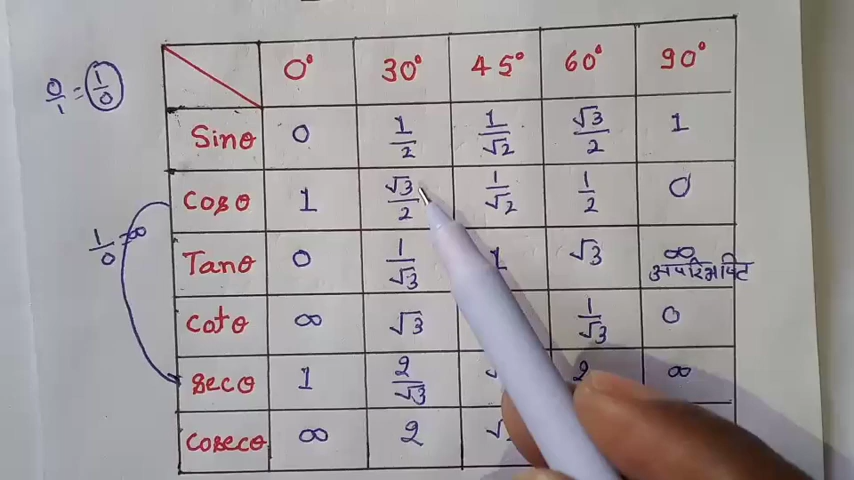 0/1 = 1/0
0° 30° 45° 60° 90°
Sinθ 0 1/2 1/√2 √3/2 1
cosθ 1 √3/2 1/√2 1/2 0
1/0 = ∞
Tanθ 0 1/√3 1 √3 ∞
अपरिभाषित
cotθ ∞ √3 1/√3 0
secθ 1 2/√3 2 ∞
cosecθ ∞ 2